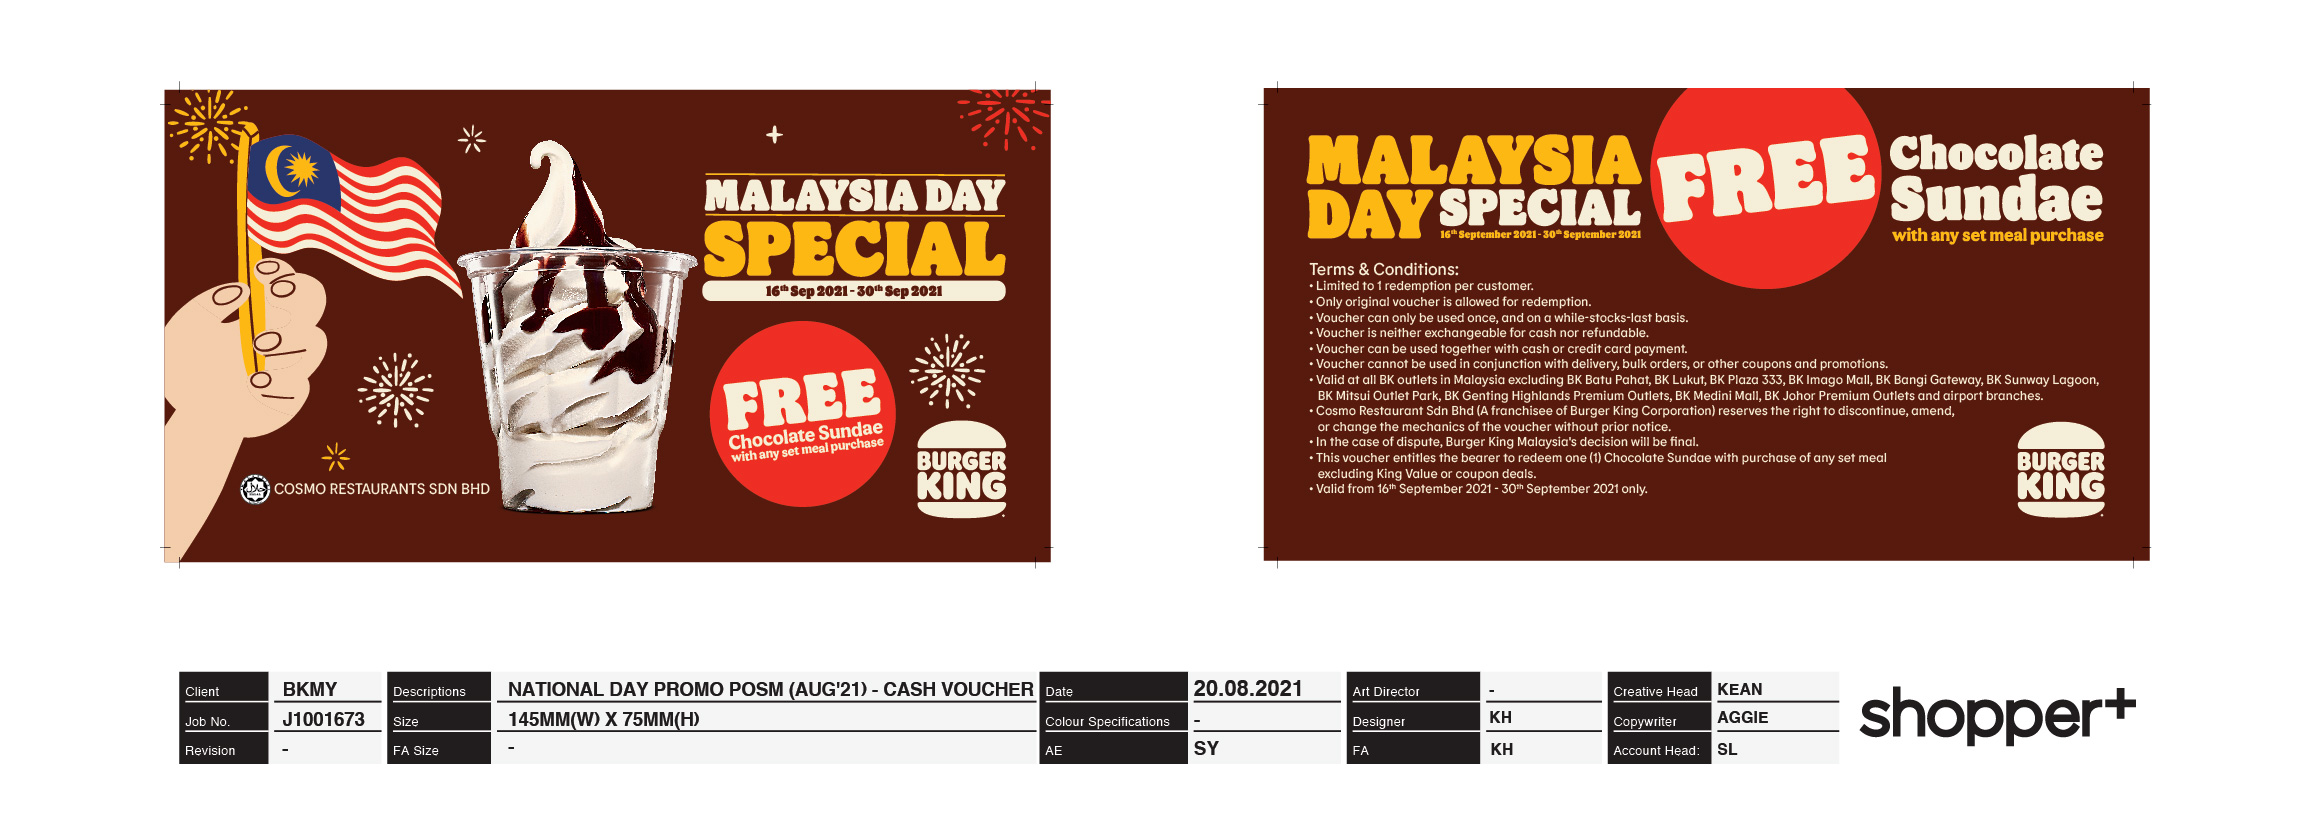 MALAYSIA DAY
SPECIAL
16th Sep 2021 - 30th Sep 2021
FREE
Chocolate Sundae
with any set meal purchase
COSMO RESTAURANTS SDN BHD
BURGER
KING
MALAYSIA
DAY SPECIAL
16th September 2021 - 30th September 2021
FREE
Chocolate
Sundae
with any set meal purchase
Terms & Conditions:
• Limited to 1 redemption per customer.
• Only original voucher is allowed for redemption.
• Voucher can only be used once, and on a while-stocks-last basis.
• Voucher is neither exchangeable for cash nor refundable.
• Voucher can be used together with cash or credit card payment.
• Voucher cannot be used in conjunction with delivery, bulk orders, or other coupons and promotions.
• Valid at all BK outlets in Malaysia excluding BK Batu Pahat, BK Lukut, BK Plaza 333, BK Imago Mall, BK Bangi Gateway, BK Sunway Lagoon,
BK Mitsui Outlet Park, BK Genting Highlands Premium Outlets, BK Medini Mall, BK Johor Premium Outlets and airport branches.
• Cosmo Restaurant Sdn Bhd (A franchisee of Burger King Corporation) reserves the right to discontinue, amend,
or change the mechanics of the voucher without prior notice.
• In the case of dispute, Burger King Malaysia's decision will be final.
• This voucher entitles the bearer to redeem one (1) Chocolate Sundae with purchase of any set meal
excluding King Value or coupon deals.
• Valid from 16th September 2021 - 30th September 2021 only.
BURGER
KING
Client BKMY Descriptions NATIONAL DAY PROMO POSM (AUG'21) - CASH VOUCHER Date 20.08.2021 Art Director - Creative Head KEAN
Job No. J1001673 Size 145MM(W) X 75MM(H) Colour Specifications - Designer KH Copywriter AGGIE
Revision - FA Size - AE SY FA KH Account Head: SL
shopper+